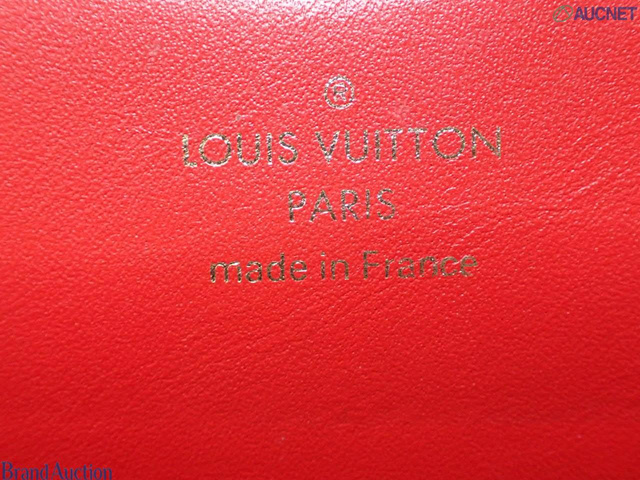 AUCNET
®
LOUIS VUITTON
PARIS
made in France
Brand Auction